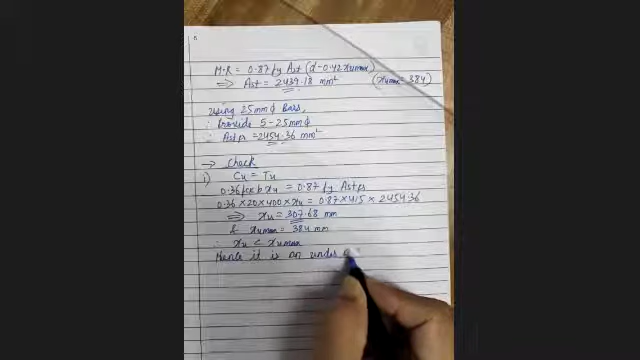 M.R = 0.87 fy Ast (d-0.42 xumax)
⇒ Ast = 2439.18 mm² (xumax = 384)
using 25mm ϕ Bars,
∴ Provide 5-25mm ϕ
∴ Astp = 2454.36 mm²
→ Check
i) Cu = Tu
0.36 fck b xu = 0.87 fy Astp
0.36 × 20 × 400 × xu = 0.87 × 415 × 2454.36
⇒ xu = 307.68 mm
& xumax = 384 mm
∴ xu < xumax
Hence it is an under